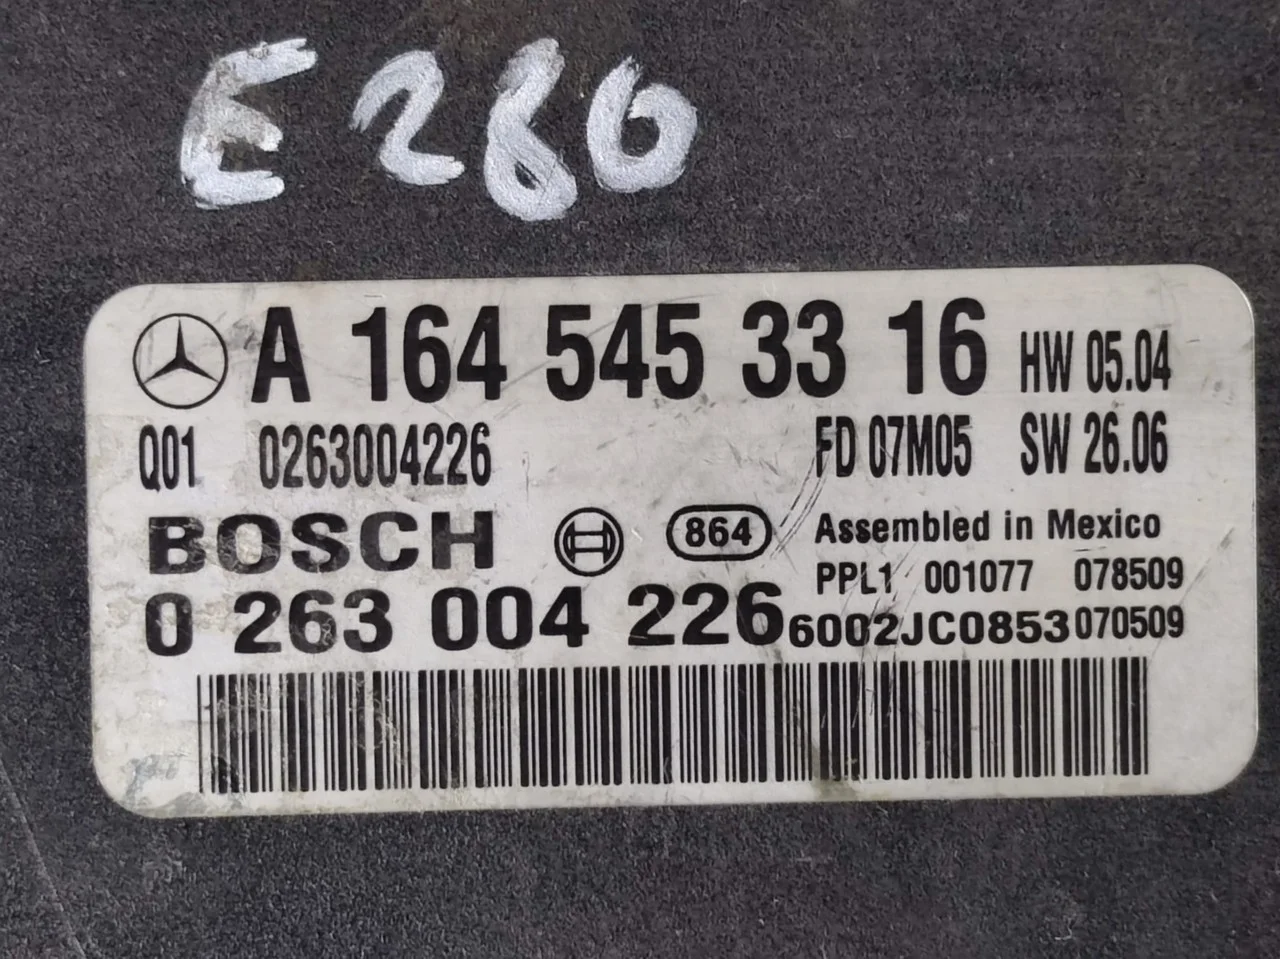 E280
A 164 545 33 16 HW 05.04
Q01 0263004226 FD 07M05 SW 26.06
BOSCH 864 Assembled in Mexico
PPL1 001077 078509
0 263 004 226 6002JC0853 070509